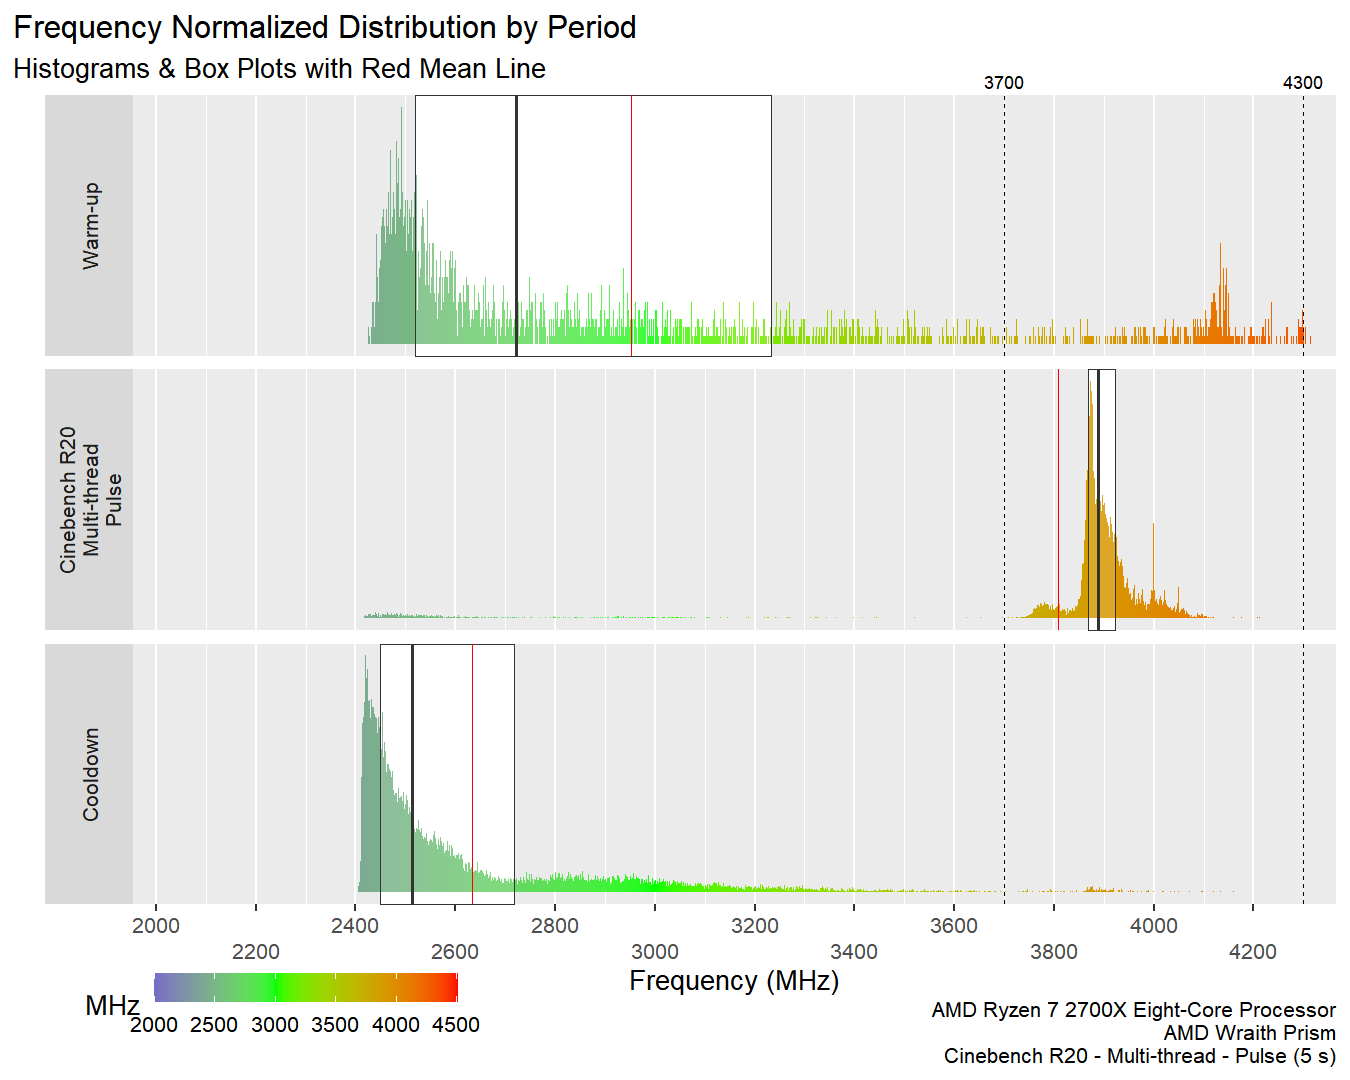 Frequency Normalized Distribution by Period
Histograms & Box Plots with Red Mean Line
3700 4300
Warm-up
Cinebench R20
Multi-thread
Pulse
Cooldown
2000 2400 2600 2800 3000 3200 3400 3600 3800 4000
2200 4200
Frequency (MHz)
MHz
2000 2500 3000 3500 4000 4500
AMD Ryzen 7 2700X Eight-Core Processor
AMD Wraith Prism
Cinebench R20 - Multi-thread - Pulse (5 s)